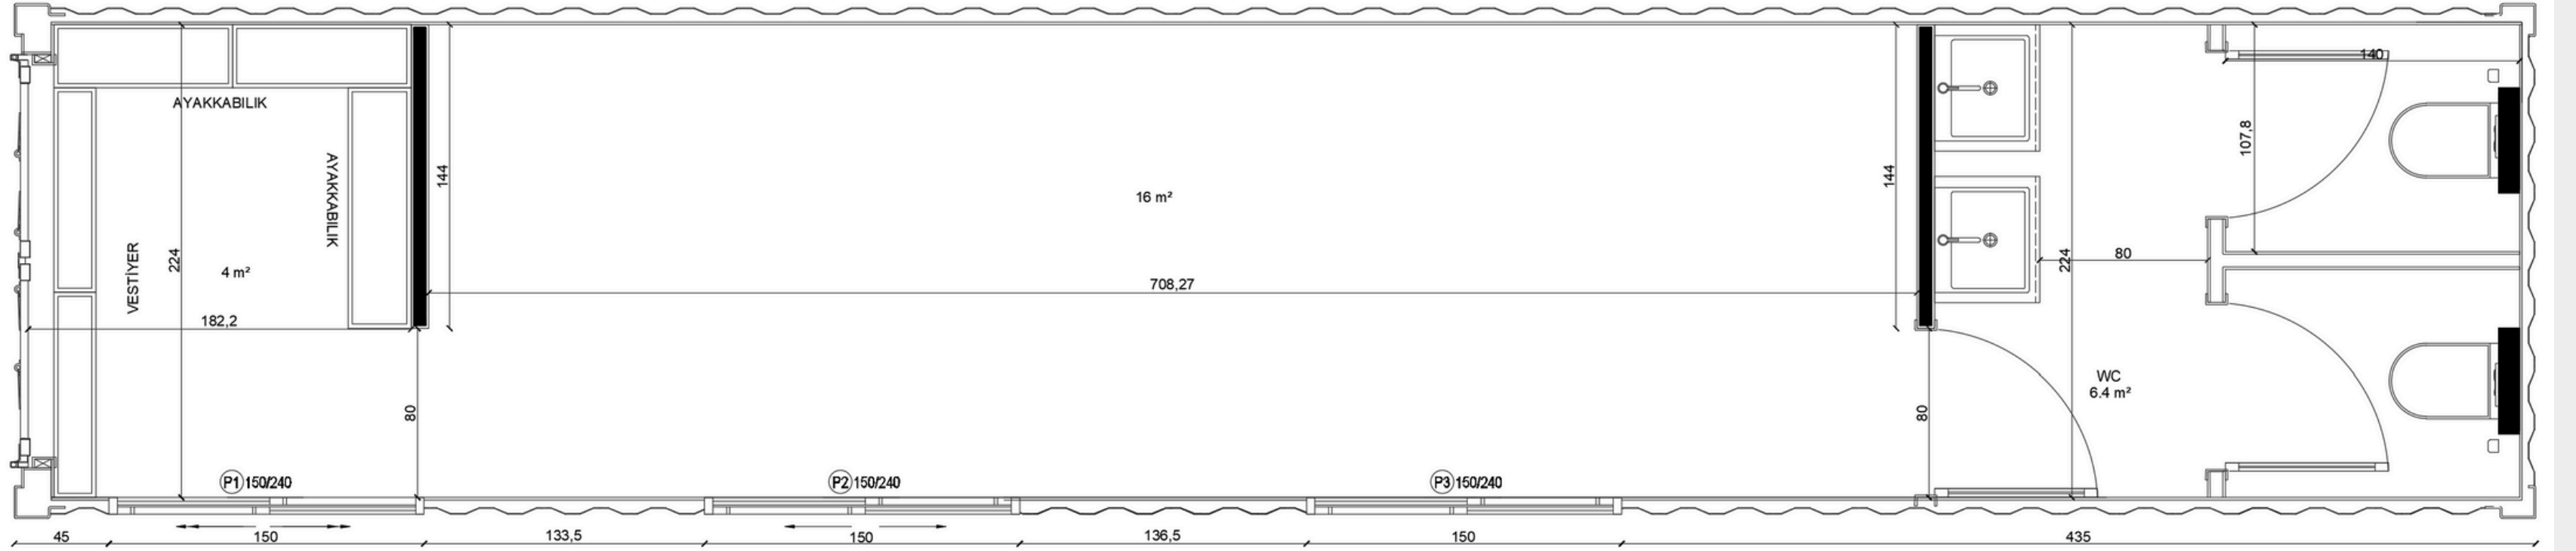 140
AYAKKABILIK
107,8
144
144
AYAKKABILIK
16 m²
VESTİYER
224
4 m²
224
80
708,27
182,2
WC
6.4 m²
80
80
P1 150/240
P2 150/240
P3 150/240
45
150
133,5
150
136,5
150
435